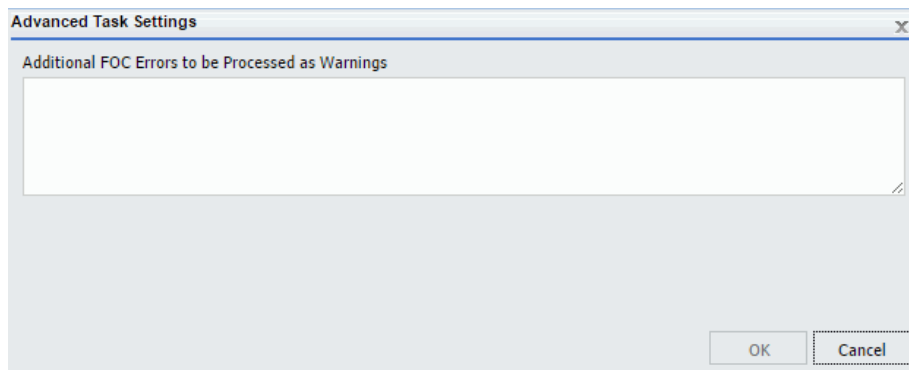 Advanced Task Settings
x
Additional FOC Errors to be Processed as Warnings
OK
Cancel